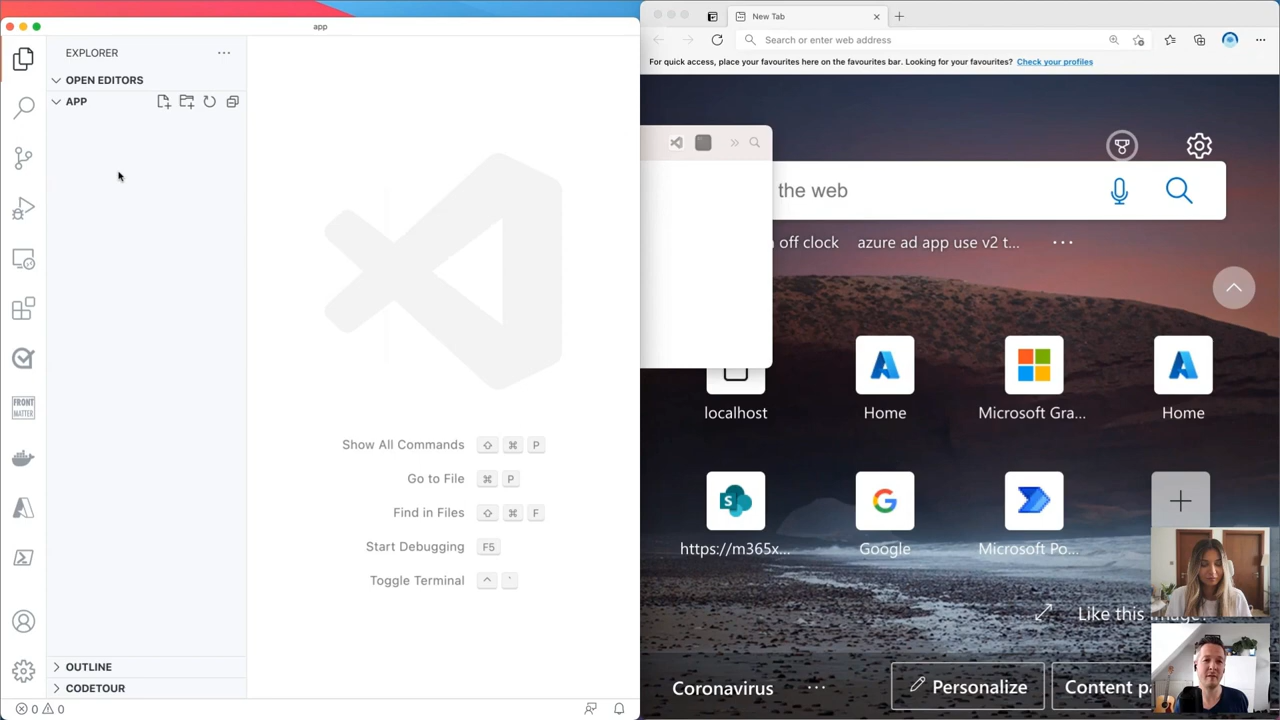 app
EXPLORER
OPEN EDITORS
APP
Show All Commands ⇧ ⌘ P
Go to File ⌘ P
Find in Files ⇧ ⌘ F
Start Debugging F5
Toggle Terminal ^ `
FRONT
MATTER
OUTLINE
CODETOUR
0 0
New Tab
Search or enter web address
For quick access, place your favourites here on the favourites bar. Looking for your favourites? Check your profiles
the web
off clock azure ad app use v2 t...
localhost
Home
Microsoft Gra...
Home
https://m365x...
Google
Microsoft Po...
Like this image?
Coronavirus
Personalize
Content